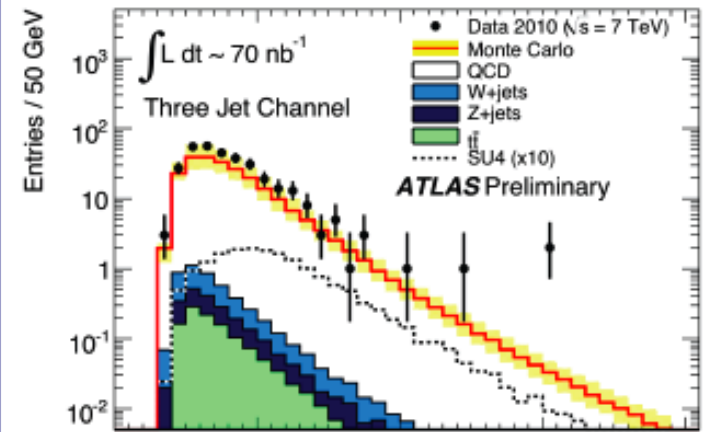 Entries / 50 GeV
10³
10²
10
1
10⁻¹
10⁻²
∫L dt ~ 70 nb⁻¹
Three Jet Channel
Data 2010 (√s = 7 TeV)
Monte Carlo
QCD
W+jets
Z+jets
tt̄
SU4 (x10)
ATLAS Preliminary